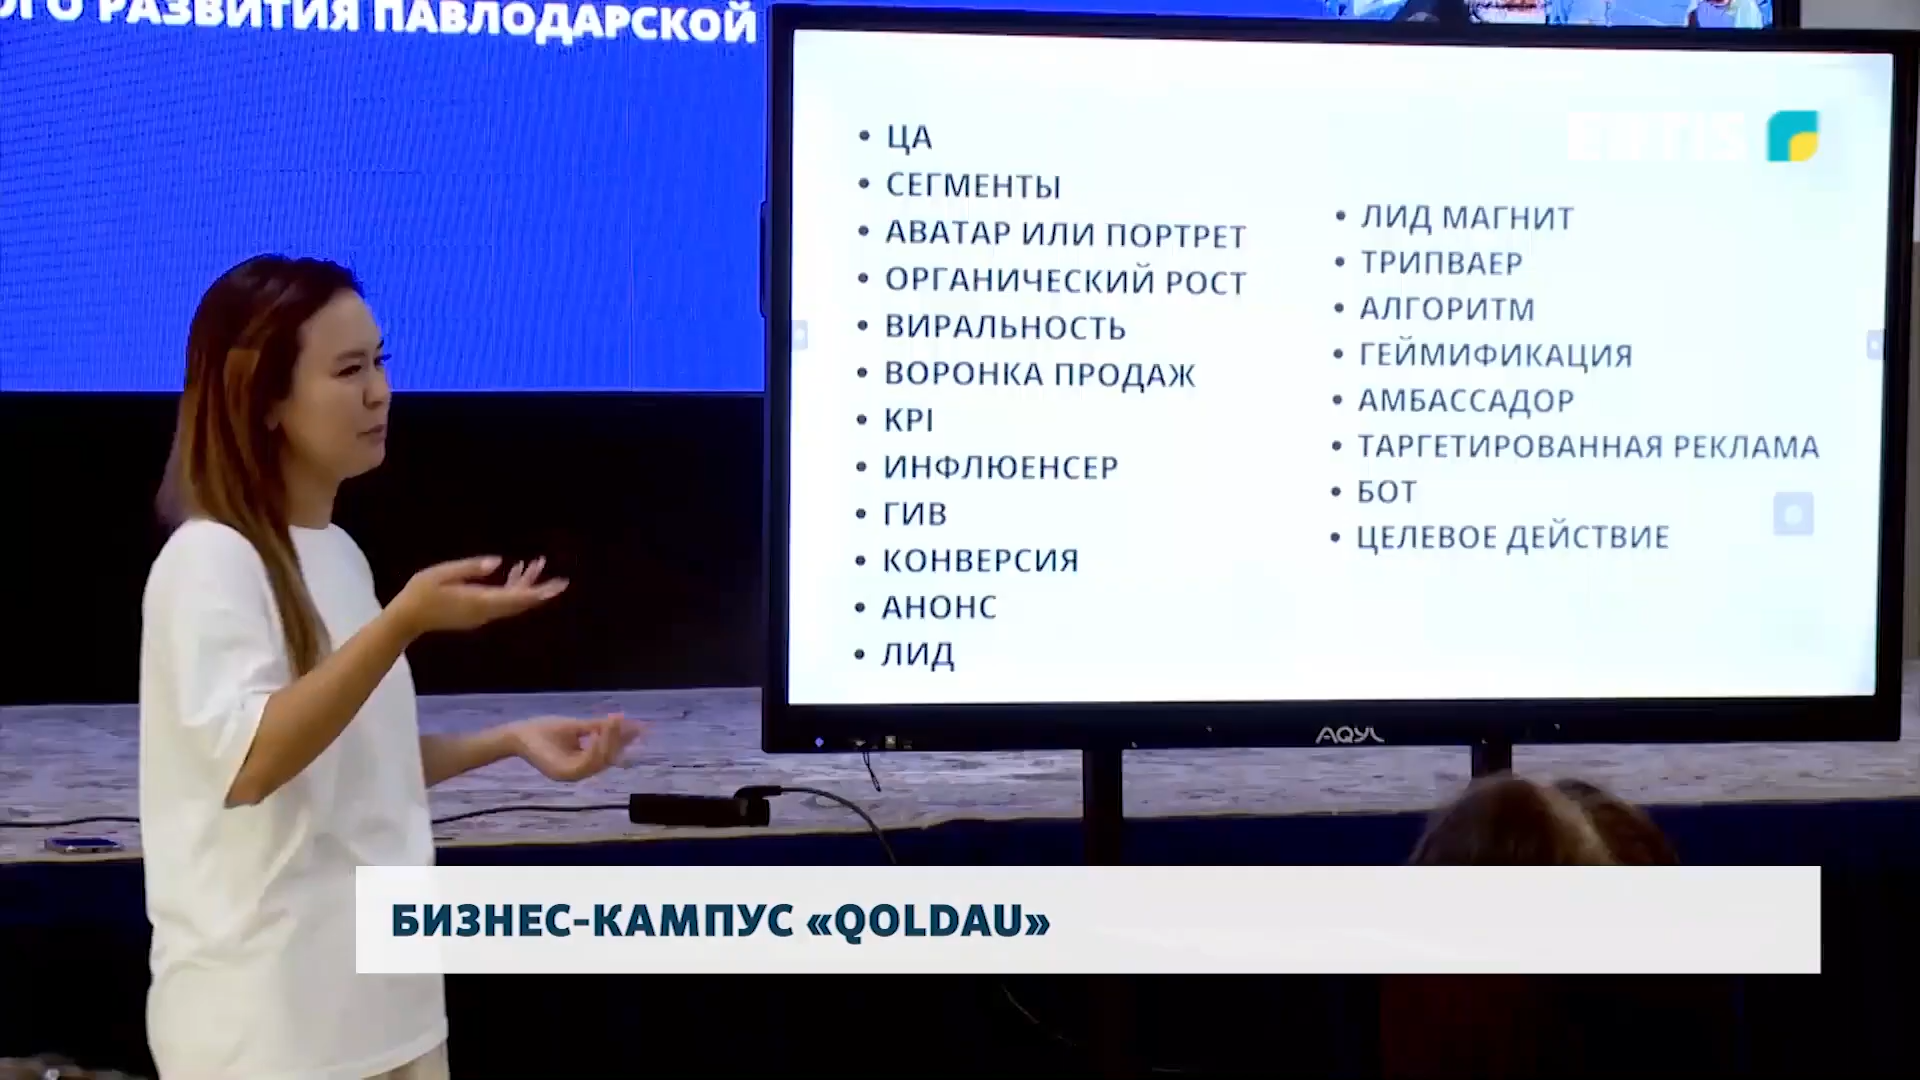 РАЗВИТИЯ ПАВЛОДАРСКОЙ
ERTIS
• ЦА
• СЕГМЕНТЫ
• АВАТАР ИЛИ ПОРТРЕТ
• ОРГАНИЧЕСКИЙ РОСТ
• ВИРАЛЬНОСТЬ
• ВОРОНКА ПРОДАЖ
• KPI
• ИНФЛЮЕНСЕР
• ГИВ
• КОНВЕРСИЯ
• АНОНС
• ЛИД
• ЛИД МАГНИТ
• ТРИПВАЕР
• АЛГОРИТМ
• ГЕЙМИФИКАЦИЯ
• АМБАССАДОР
• ТАРГЕТИРОВАННАЯ РЕКЛАМА
• БОТ
• ЦЕЛЕВОЕ ДЕЙСТВИЕ
AQYL
БИЗНЕС-КАМПУС «QOLDAU»